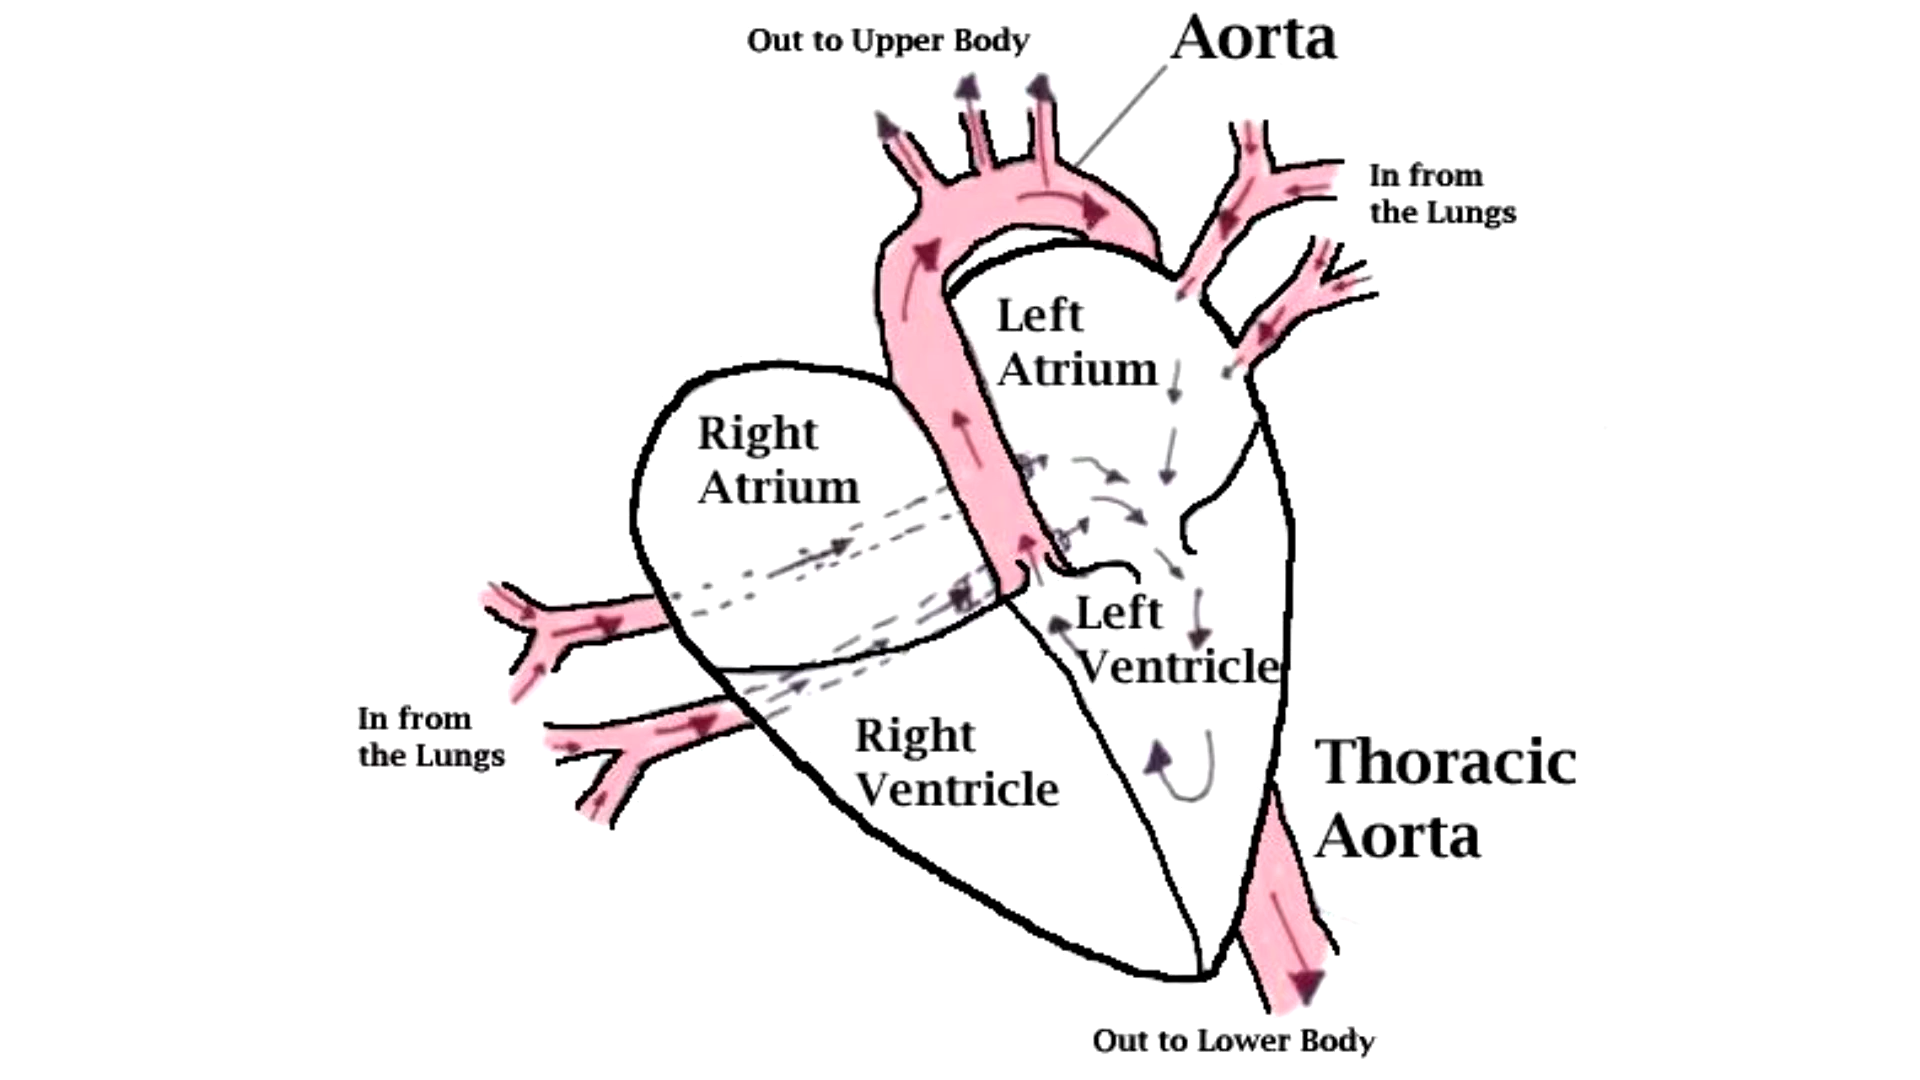 Out to Upper Body
Aorta
In from
the Lungs
Left
Atrium
Right
Atrium
Left
Ventricle
In from
the Lungs
Right
Ventricle
Thoracic
Aorta
Out to Lower Body